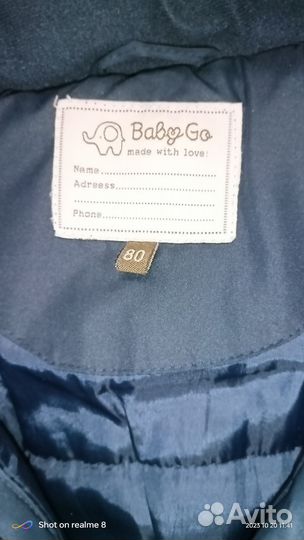 Baby Go
made with love!
Name
Adress
Phone
80
Shot on realme 8
2023.10.20 11:41
Avito